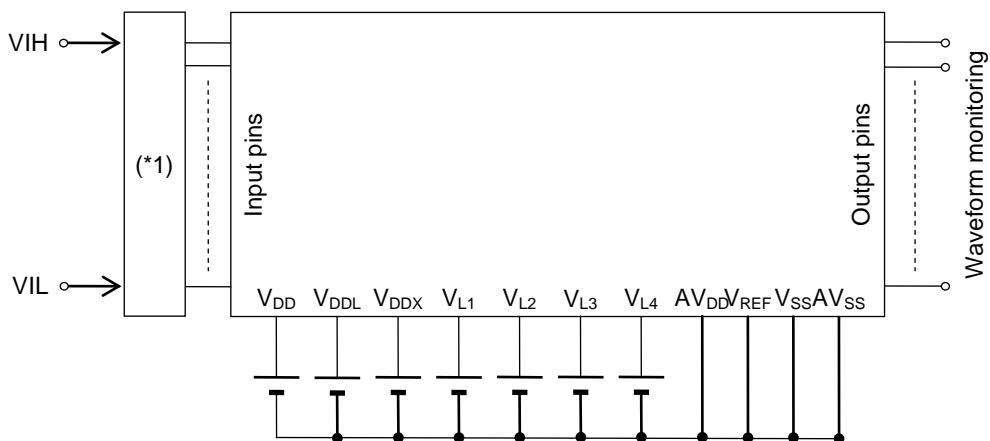 VIH
(*1)
VIL
Input pins
Output pins
Waveform monitoring
VDD VDDL VDDX VL1 VL2 VL3 VL4 AVDD VREF VSS AVSS